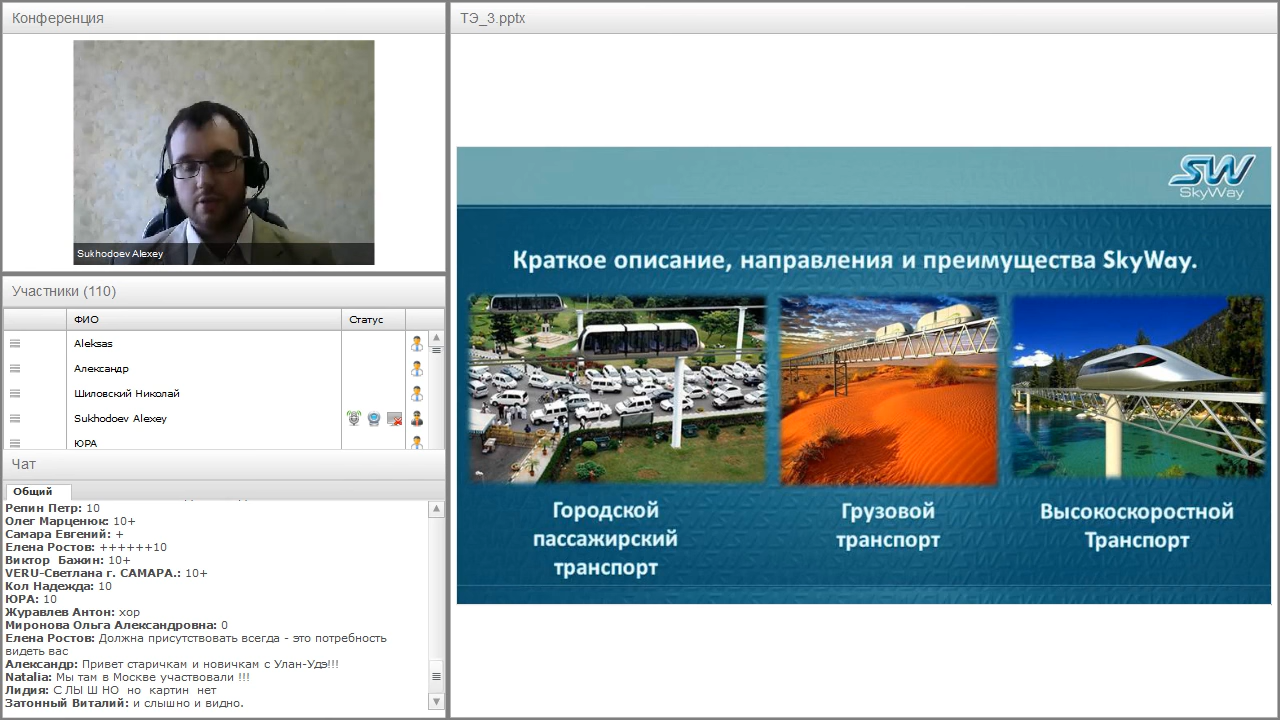 Конференция
Sukhodoev Alexey
Участники (110)
ФИО
Статус
Aleksas
Александр
Шиловский Николай
Sukhodoev Alexey
ЮРА
Чат
Общий
Репин Петр: 10
Олег Марценюк: 10+
Самара Евгений: +
Елена Ростов: ++++++10
Виктор Бажин: 10+
VERU-Светлана г. САМАРА.: 10+
Кол Надежда: 10
ЮРА: 10
Журавлев Антон: хор
Миронова Ольга Александровна: 0
Елена Ростов: Должна присутствовать всегда - это потребность
видеть вас
Александр: Привет старичкам и новичкам с Улан-Удэ!!!
Natalia: Мы там в Москве участвовали !!!
Лидия: С ЛЫ Ш НО но картин нет
Затонный Виталий: и слышно и видно.
ТЭ_3.pptx
SW
SkyWay
Краткое описание, направления и преимущества SkyWay.
Городской
пассажирский
транспорт
Грузовой
транспорт
Высокоскоростной
Транспорт